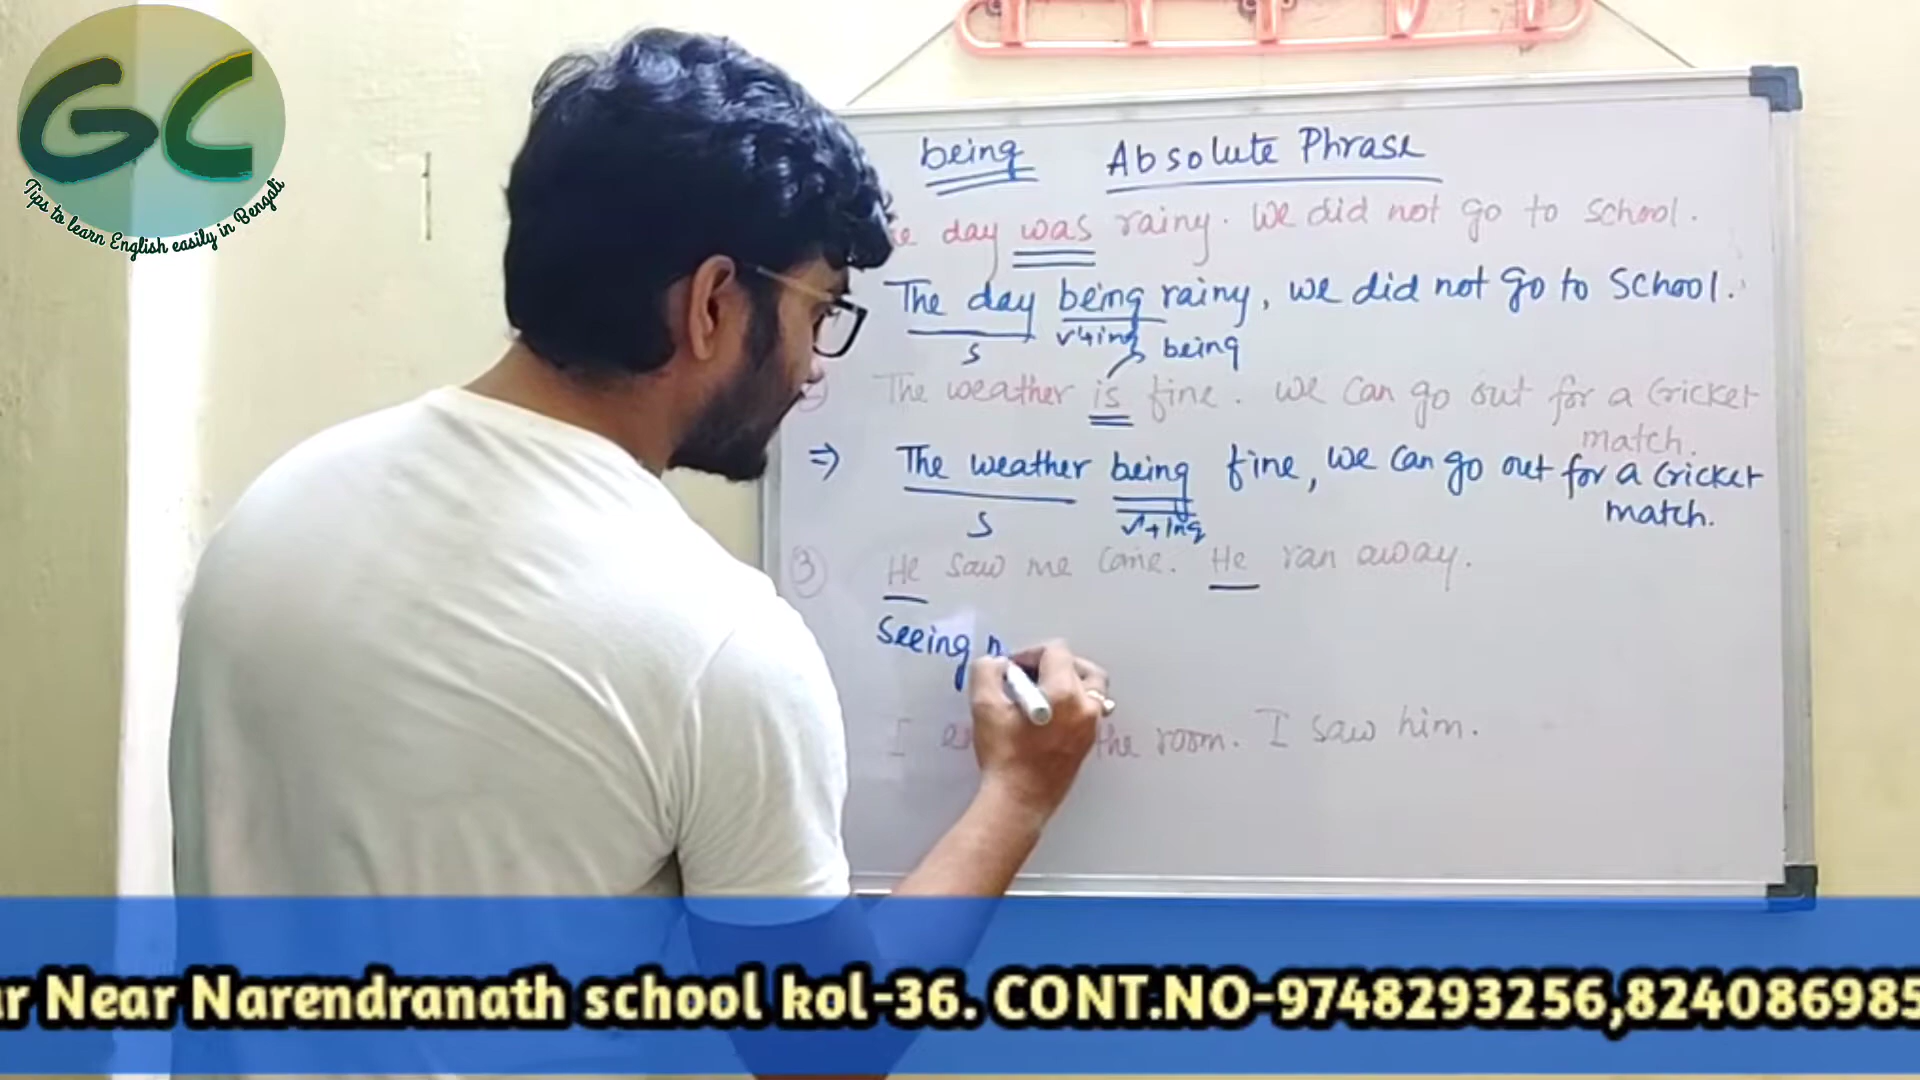 GC
Tips to learn English easily in Bengali
being Absolute Phrase
day was rainy. We did not go to School.
The day being rainy, we did not go to School.
S v4ing being
2) The weather is fine. We can go out for a Cricket
match.
=> The weather being fine, we can go out for a Cricket
match.
S v+ing
3) He saw me come. He ran away.
Seeing
I the room. I saw him.
Near Narendranath school kol-36. CONT.NO-9748293256,824086985